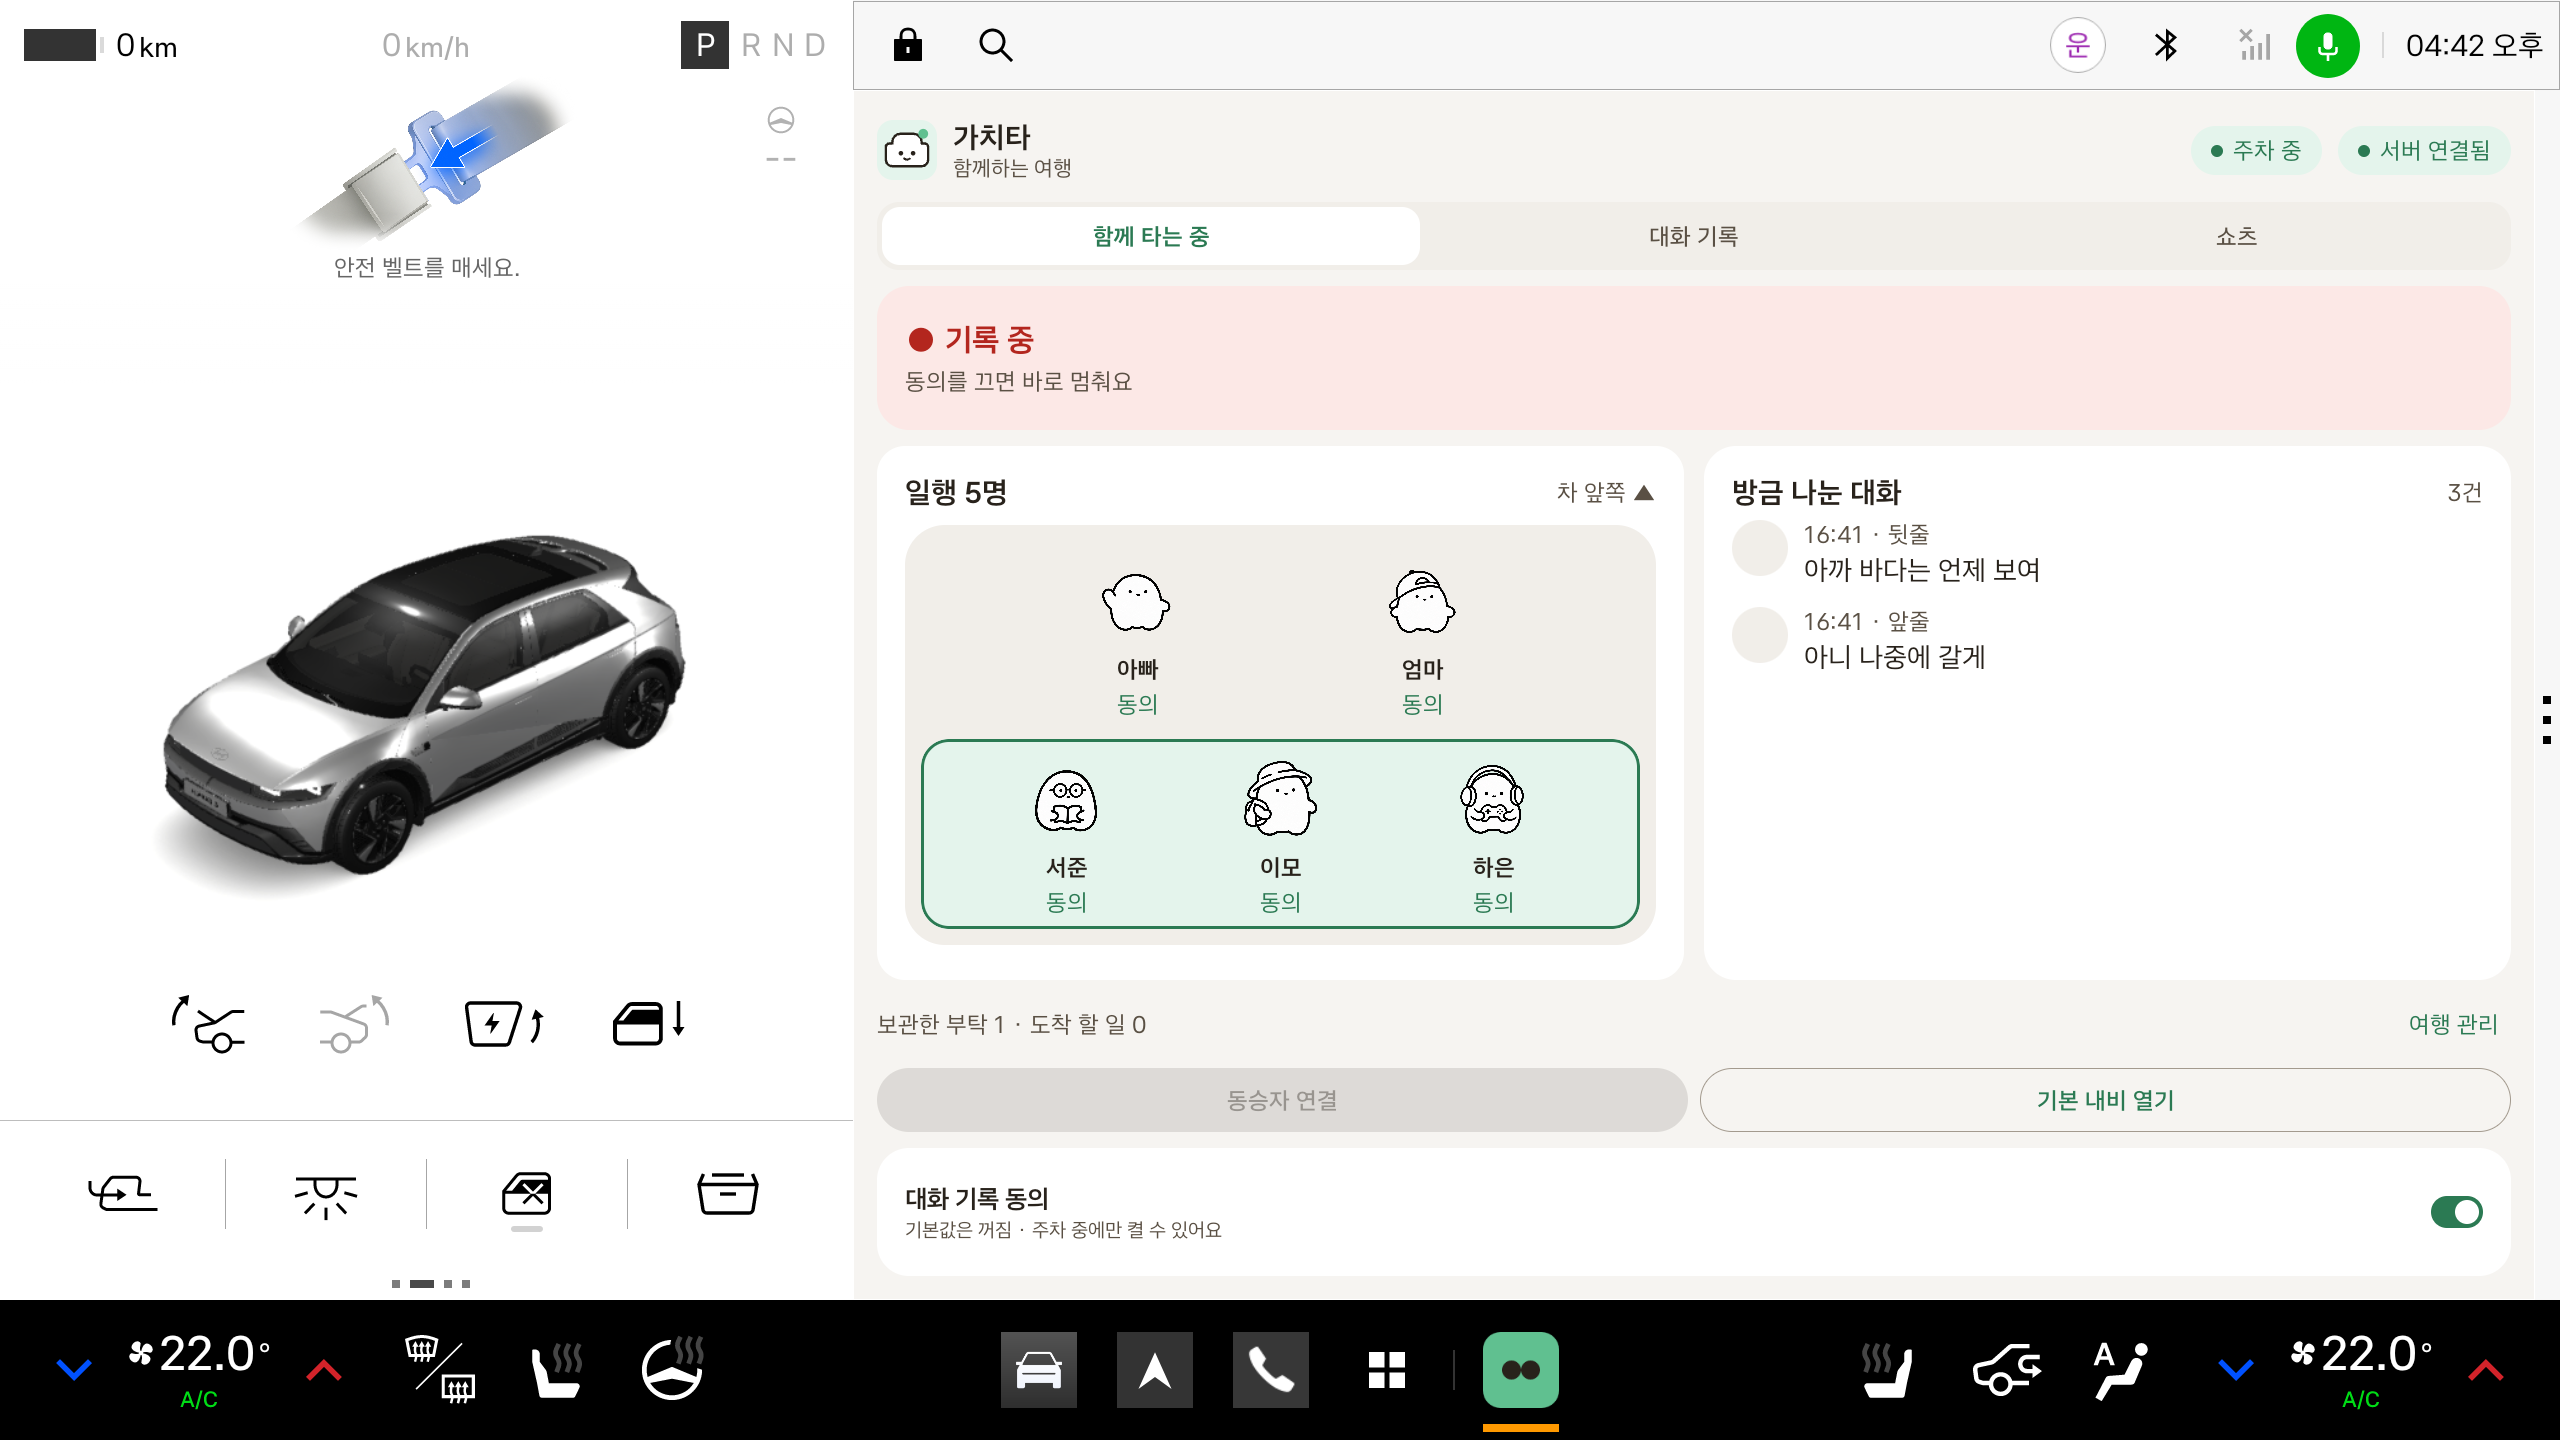 0 km
0 km/h
P R N D
안전 벨트를 매세요.
운
04:42 오후
가치타
함께하는 여행
주차 중
서버 연결됨
함께 타는 중
대화 기록
쇼츠
기록 중
동의를 끄면 바로 멈춰요
일행 5명
차 앞쪽 ▲
아빠
동의
엄마
동의
서준
동의
이모
동의
하은
동의
방금 나눈 대화
3건
16:41 · 뒷줄
아까 바다는 언제 보여
16:41 · 앞줄
아니 나중에 갈게
보관한 부탁 1 · 도착 할 일 0
여행 관리
동승자 연결
기본 내비 열기
대화 기록 동의
기본값은 꺼짐 · 주차 중에만 켤 수 있어요
22.0°
A/C
A
22.0°
A/C